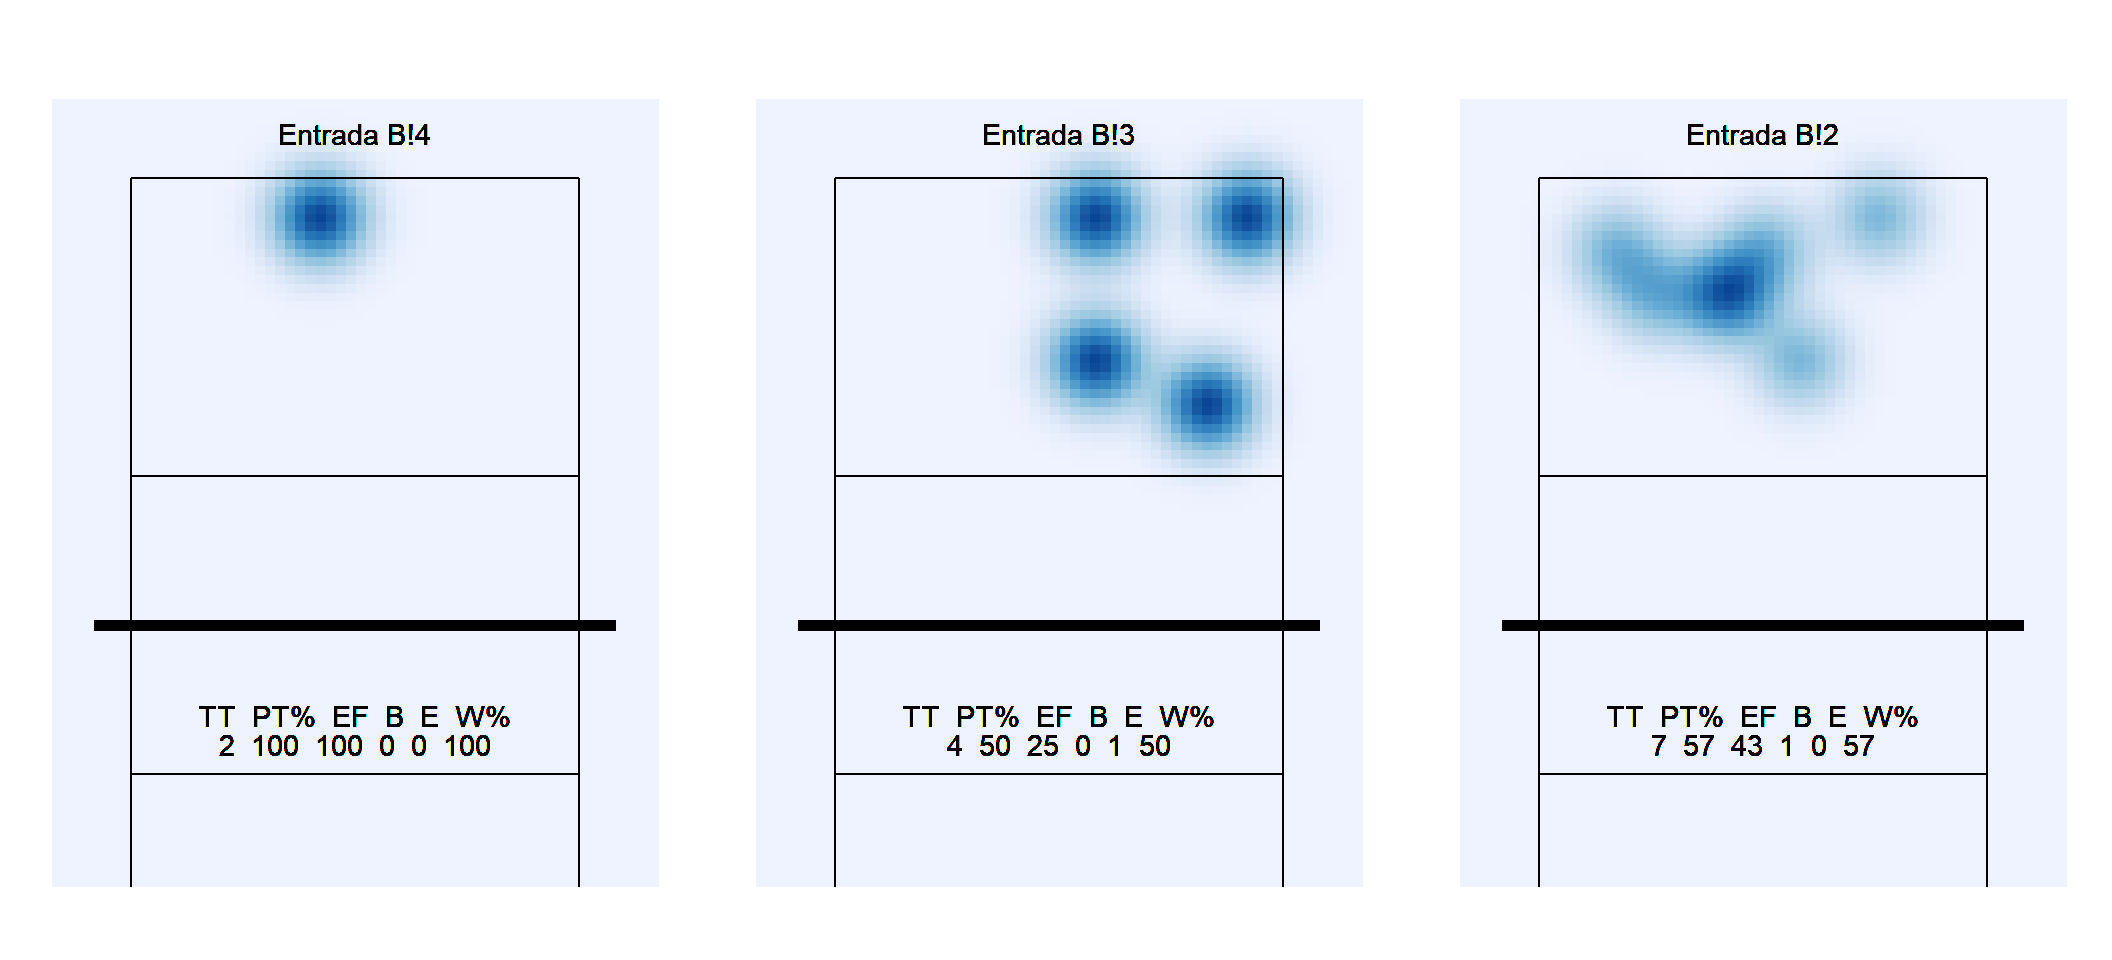 Entrada B!4
TT PT% EF B E W%
2 100 100 0 0 100
Entrada B!3
TT PT% EF B E W%
4 50 25 0 1 50
Entrada B!2
TT PT% EF B E W%
7 57 43 1 0 57